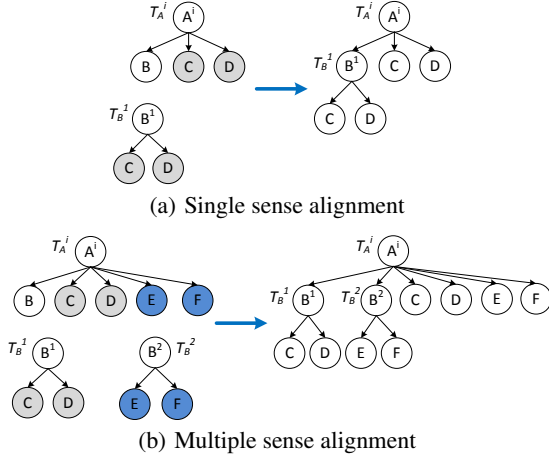 T_A^i A^i T_A^i A^i
B C D T_B^1 B^1 C D
T_B^1 B^1 C D
C D
(a) Single sense alignment
T_A^i A^i T_A^i A^i
B C D E F T_B^1 B^1 T_B^2 B^2 C D E F
T_B^1 B^1 B^2 T_B^2 C D E F
C D E F
(b) Multiple sense alignment